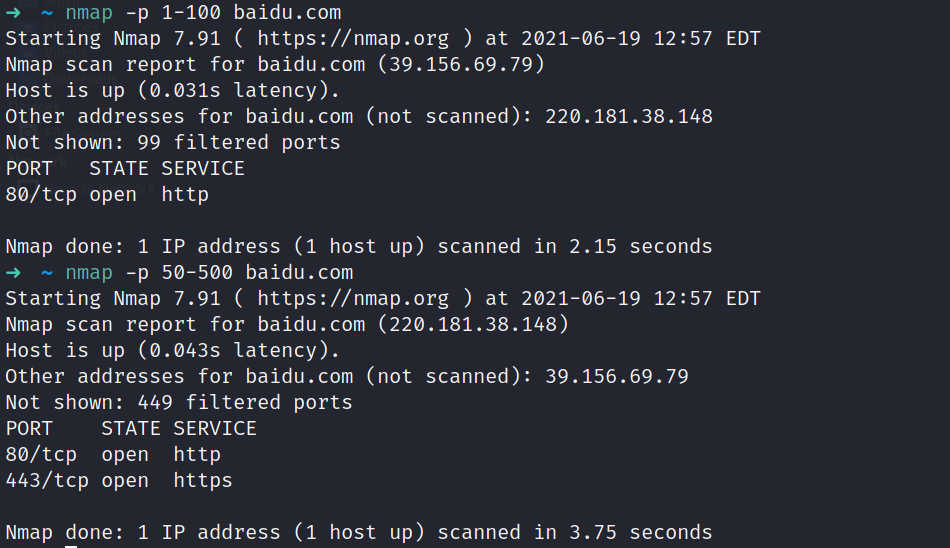 ➜ ~ nmap -p 1-100 baidu.com
Starting Nmap 7.91 ( https://nmap.org ) at 2021-06-19 12:57 EDT
Nmap scan report for baidu.com (39.156.69.79)
Host is up (0.031s latency).
Other addresses for baidu.com (not scanned): 220.181.38.148
Not shown: 99 filtered ports
PORT   STATE SERVICE
80/tcp open  http

Nmap done: 1 IP address (1 host up) scanned in 2.15 seconds
➜ ~ nmap -p 50-500 baidu.com
Starting Nmap 7.91 ( https://nmap.org ) at 2021-06-19 12:57 EDT
Nmap scan report for baidu.com (220.181.38.148)
Host is up (0.043s latency).
Other addresses for baidu.com (not scanned): 39.156.69.79
Not shown: 449 filtered ports
PORT    STATE SERVICE
80/tcp  open  http
443/tcp open  https

Nmap done: 1 IP address (1 host up) scanned in 3.75 seconds